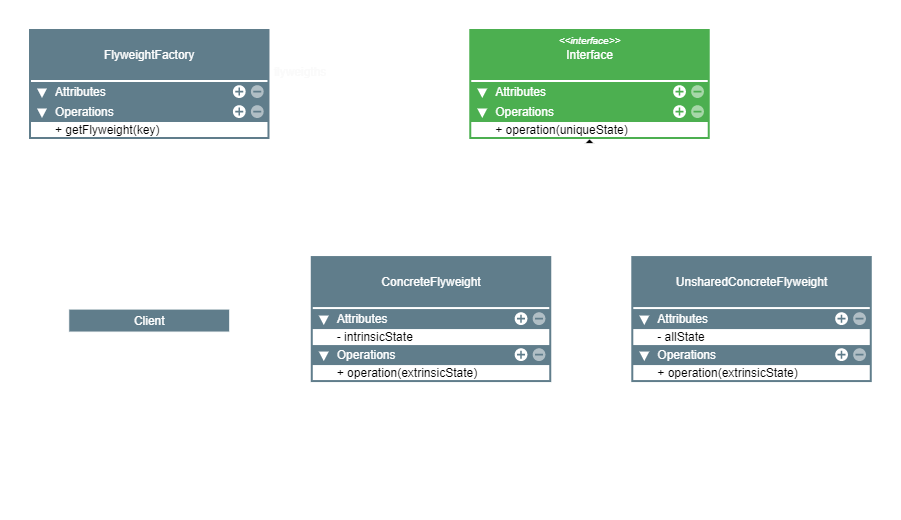 FlyweightFactory
Attributes
Operations
+ getFlyweight(key)
flyweights
<<interface>>
Interface
Attributes
Operations
+ operation(uniqueState)
Client
ConcreteFlyweight
Attributes
- intrinsicState
Operations
+ operation(extrinsicState)
UnsharedConcreteFlyweight
Attributes
- allState
Operations
+ operation(extrinsicState)